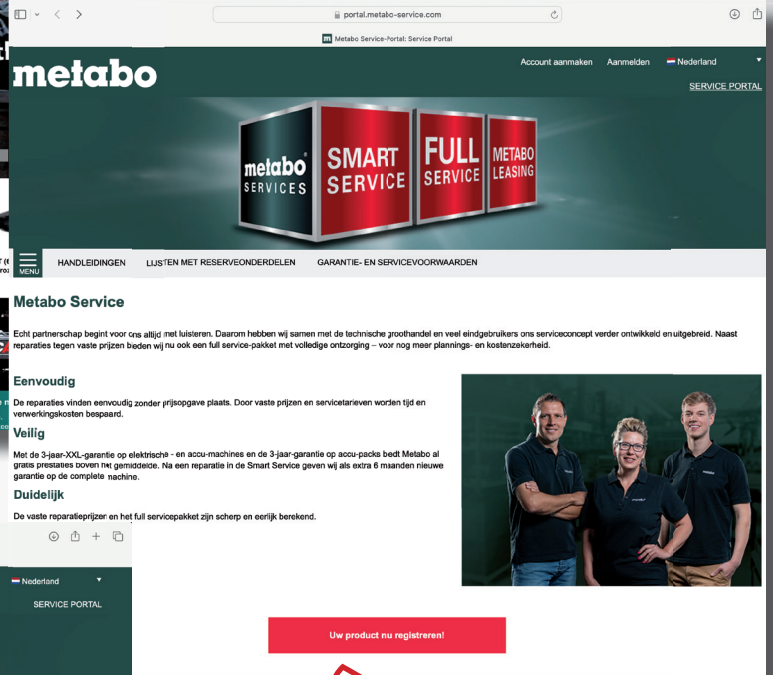 portal.metabo-service.com
Metabo Service-Portal: Service Portal
metabo
Account aanmaken Aanmelden Nederland
SERVICE PORTAL
metabo
SERVICES
SMART
SERVICE
FULL
SERVICE
METABO
LEASING
MENU
HANDLEIDINGEN LIJSTEN MET RESERVEONDERDELEN GARANTIE- EN SERVICEVOORWAARDEN
Metabo Service
Echt partnerschap begint voor ons altijd met luisteren. Daarom hebben wij samen met de technische groothandel en veel eindgebruikers ons serviceconcept verder ontwikkeld en uitgebreid. Naast
reparaties tegen vaste prijzen bieden wij nu ook een full service-pakket met volledige ontzorging – voor nog meer plannings- en kostenzekerheid.
Eenvoudig
De reparaties vinden eenvoudig zonder prijsopgave plaats. Door vaste prijzen en servicetarieven worden tijd en
verwerkingskosten bespaard.
Veilig
Met de 3-jaar-XXL-garantie op elektrische - en accu-machines en de 3-jaar-garantie op accu-packs bedt Metabo al
gratis prestaties boven het gemiddelde. Na een reparatie in de Smart Service geven wij als extra 6 maanden nieuwe
garantie op de complete machine.
Duidelijk
De vaste reparatieprijzen en het full servicepakket zijn scherp en eerlijk berekend.
Nederland
SERVICE PORTAL
Uw product nu registreren!